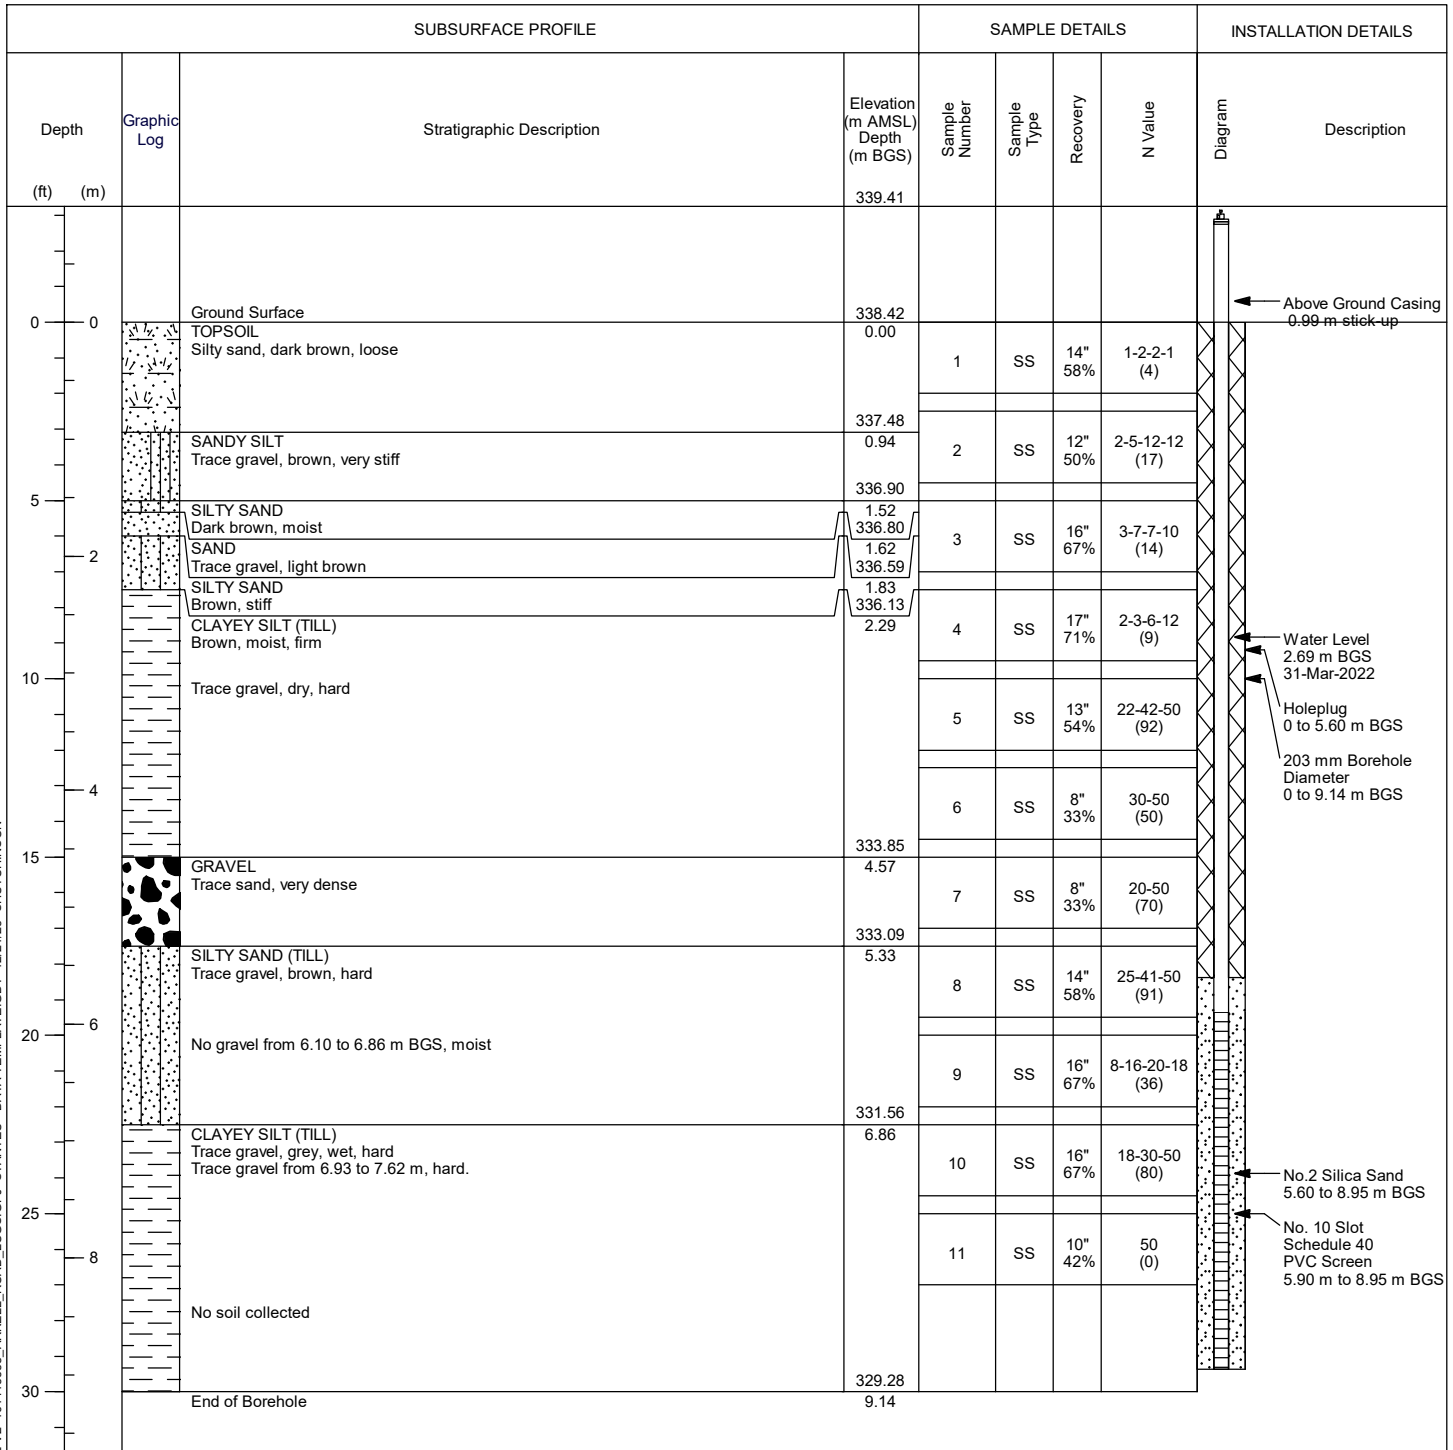 SUBSURFACE PROFILE
SAMPLE DETAILS
INSTALLATION DETAILS
Depth
(ft) (m)
Graphic
Log
Stratigraphic Description
Elevation
(m AMSL)
Depth
(m BGS)
339.41
Sample
Number
Sample
Type
Recovery
N Value
Diagram
Description
Ground Surface
338.42
Above Ground Casing
0.99 m stick-up
0 0
TOPSOIL
0.00
Silty sand, dark brown, loose
1 SS 14" 1-2-2-1
58% (4)
337.48
SANDY SILT
0.94
Trace gravel, brown, very stiff
2 SS 12" 2-5-12-12
50% (17)
336.90
5
SILTY SAND
1.52
Dark brown, moist
336.80
3 SS 16" 3-7-7-10
67% (14)
2
SAND
1.62
Trace gravel, light brown
336.59
SILTY SAND
1.83
Brown, stiff
336.13
CLAYEY SILT (TILL)
2.29
Brown, moist, firm
4 SS 17" 2-3-6-12
71% (9)
Water Level
2.69 m BGS
31-Mar-2022
10
Trace gravel, dry, hard
5 SS 13" 22-42-50
54% (92)
Holeplug
0 to 5.60 m BGS
203 mm Borehole
Diameter
0 to 9.14 m BGS
4
6 SS 8" 30-50
33% (50)
333.85
15
GRAVEL
4.57
Trace sand, very dense
7 SS 8" 20-50
33% (70)
333.09
SILTY SAND (TILL)
5.33
Trace gravel, brown, hard
8 SS 14" 25-41-50
58% (91)
6
20
No gravel from 6.10 to 6.86 m BGS, moist
9 SS 16" 8-16-20-18
67% (36)
331.56
CLAYEY SILT (TILL)
6.86
Trace gravel, grey, wet, hard
Trace gravel from 6.93 to 7.62 m, hard.
10 SS 16" 18-30-50
67% (80)
No.2 Silica Sand
5.60 to 8.95 m BGS
25
8
11 SS 10" 50
42% (0)
No. 10 Slot
Schedule 40
PVC Screen
5.90 m to 8.95 m BGS
No soil collected
329.28
30
End of Borehole
9.14